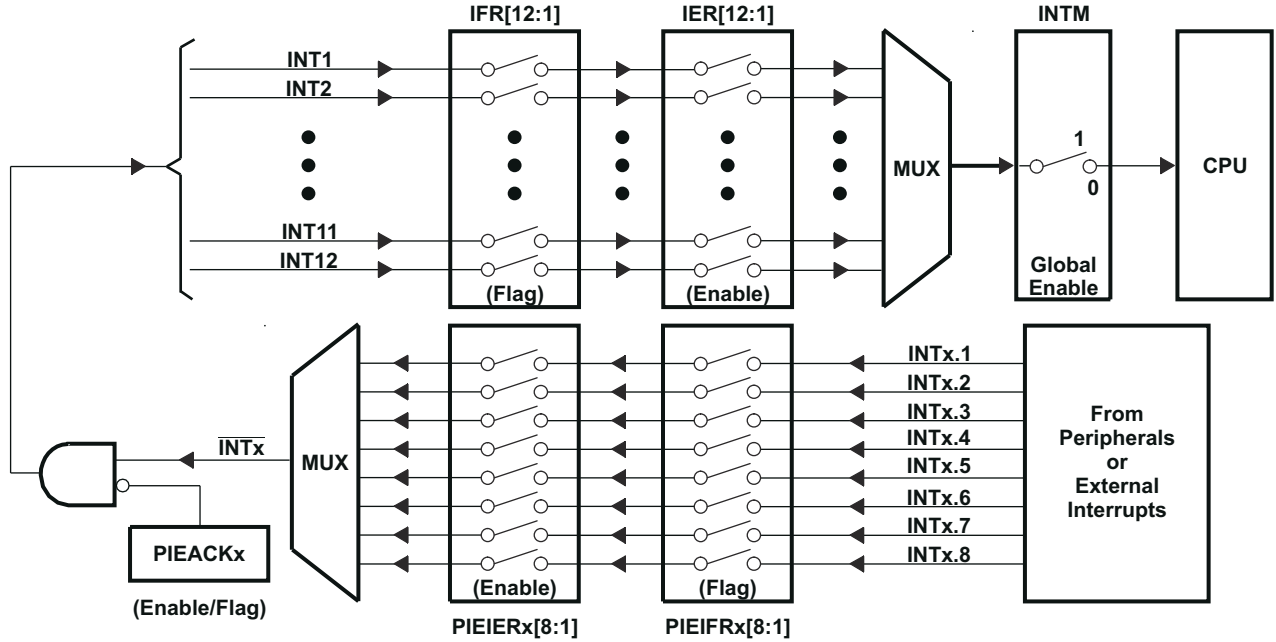 IFR[12:1]
IER[12:1]
INTM
INT1
INT2
1
MUX
CPU
0
INT11
INT12
Global
Enable
(Flag)
(Enable)
INTx.1
INTx.2
INTx.3
INTx.4
INTx.5
INTx.6
INTx.7
INTx.8
From
Peripherals
or
External
Interrupts
INTx
MUX
PIEACKx
(Enable/Flag)
(Enable)
(Flag)
PIEIERx[8:1]
PIEIFRx[8:1]